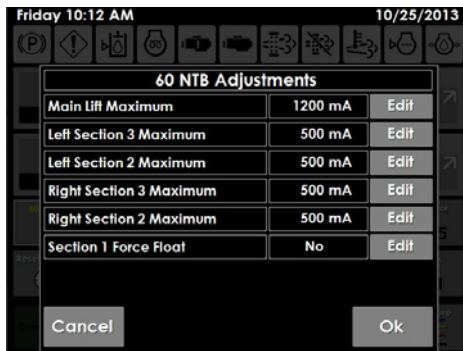 Friday 10:12 AM 10/25/2013
60 NTB Adjustments
Main Lift Maximum 1200 mA Edit
Left Section 3 Maximum 500 mA Edit
Left Section 2 Maximum 500 mA Edit
Right Section 3 Maximum 500 mA Edit
Right Section 2 Maximum 500 mA Edit
Section 1 Force Float No Edit
Cancel Ok